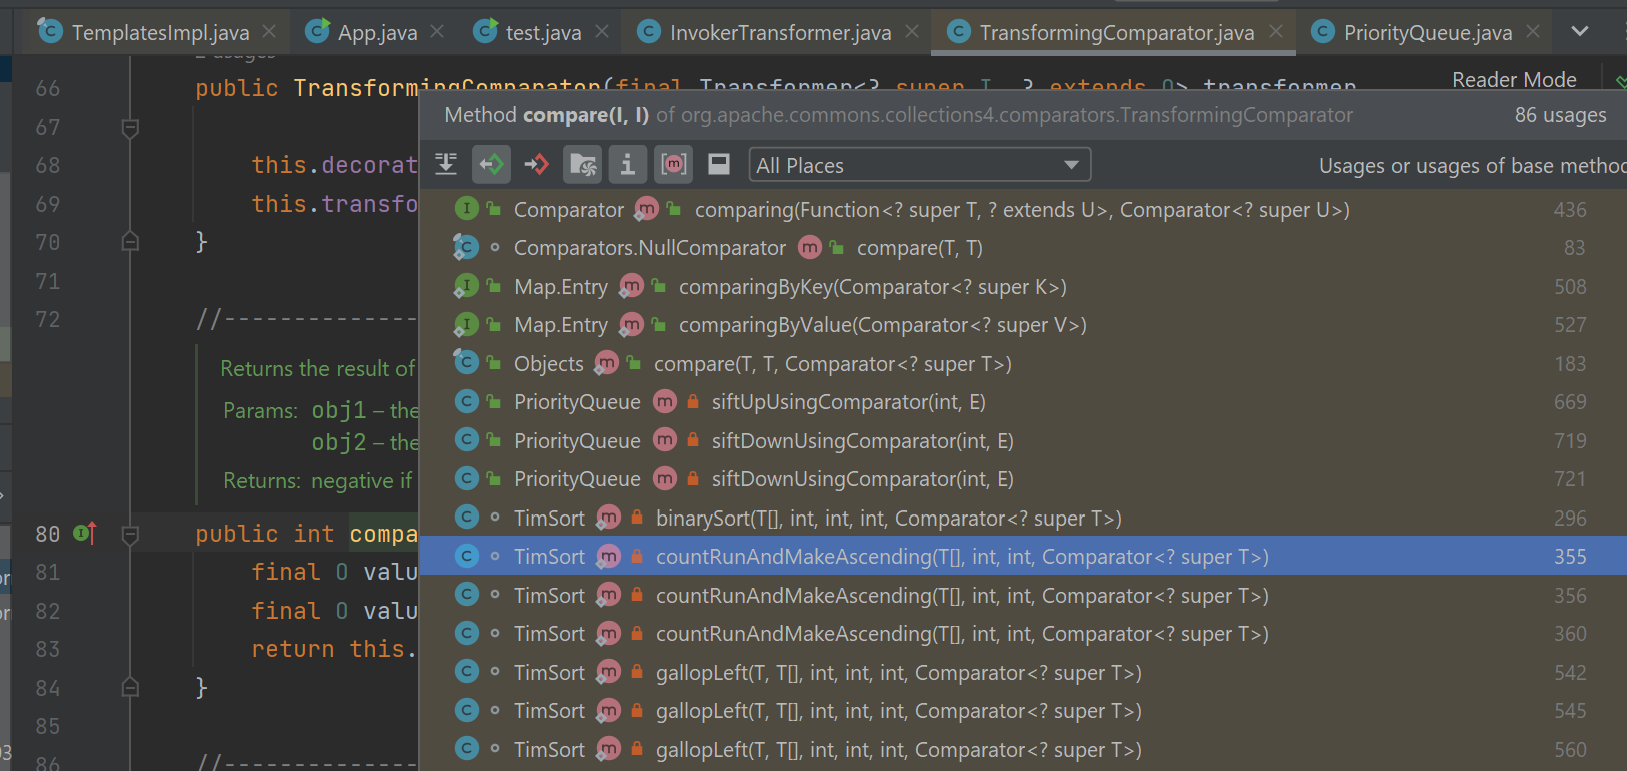 TemplatesImpl.java App.java test.java InvokerTransformer.java TransformingComparator.java PriorityQueue.java
2 usages
66 public TransformingComparator(final Transformer<? super I, ? extends O> transformer Reader Mode
Method compare(I, I) of org.apache.commons.collections4.comparators.TransformingComparator 86 usages
67
All Places Usages or usages of base metho
68 this.decorat
69 this.transfo
70 }
71
72 //---------------
Returns the result of
Params: obj1 – the
obj2 – the
Returns: negative if
80 public int compa
81 final O valu
82 final O valu
83 return this.
84 }
85
86 //---------------
Comparator comparing(Function<? super T, ? extends U>, Comparator<? super U>) 436
Comparators.NullComparator compare(T, T) 83
Map.Entry comparingByKey(Comparator<? super K>) 508
Map.Entry comparingByValue(Comparator<? super V>) 527
Objects compare(T, T, Comparator<? super T>) 183
PriorityQueue siftUpUsingComparator(int, E) 669
PriorityQueue siftDownUsingComparator(int, E) 719
PriorityQueue siftDownUsingComparator(int, E) 721
TimSort binarySort(T[], int, int, int, Comparator<? super T>) 296
TimSort countRunAndMakeAscending(T[], int, int, Comparator<? super T>) 355
TimSort countRunAndMakeAscending(T[], int, int, Comparator<? super T>) 356
TimSort countRunAndMakeAscending(T[], int, int, Comparator<? super T>) 360
TimSort gallopLeft(T, T[], int, int, int, Comparator<? super T>) 542
TimSort gallopLeft(T, T[], int, int, int, Comparator<? super T>) 545
TimSort gallopLeft(T, T[], int, int, int, Comparator<? super T>) 560